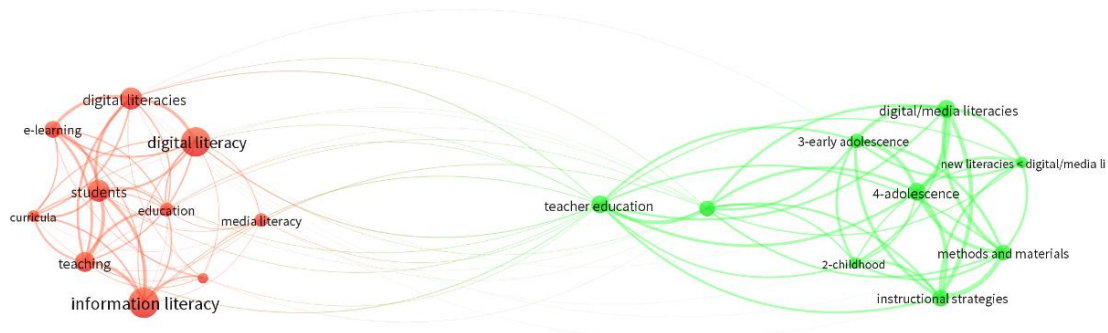 digital literacies
e-learning
digital literacy
students
curricula
education
media literacy
teaching
information literacy
teacher education
digital/media literacies
3-early adolescence
new literacies < digital/media li
4-adolescence
methods and materials
2-childhood
instructional strategies